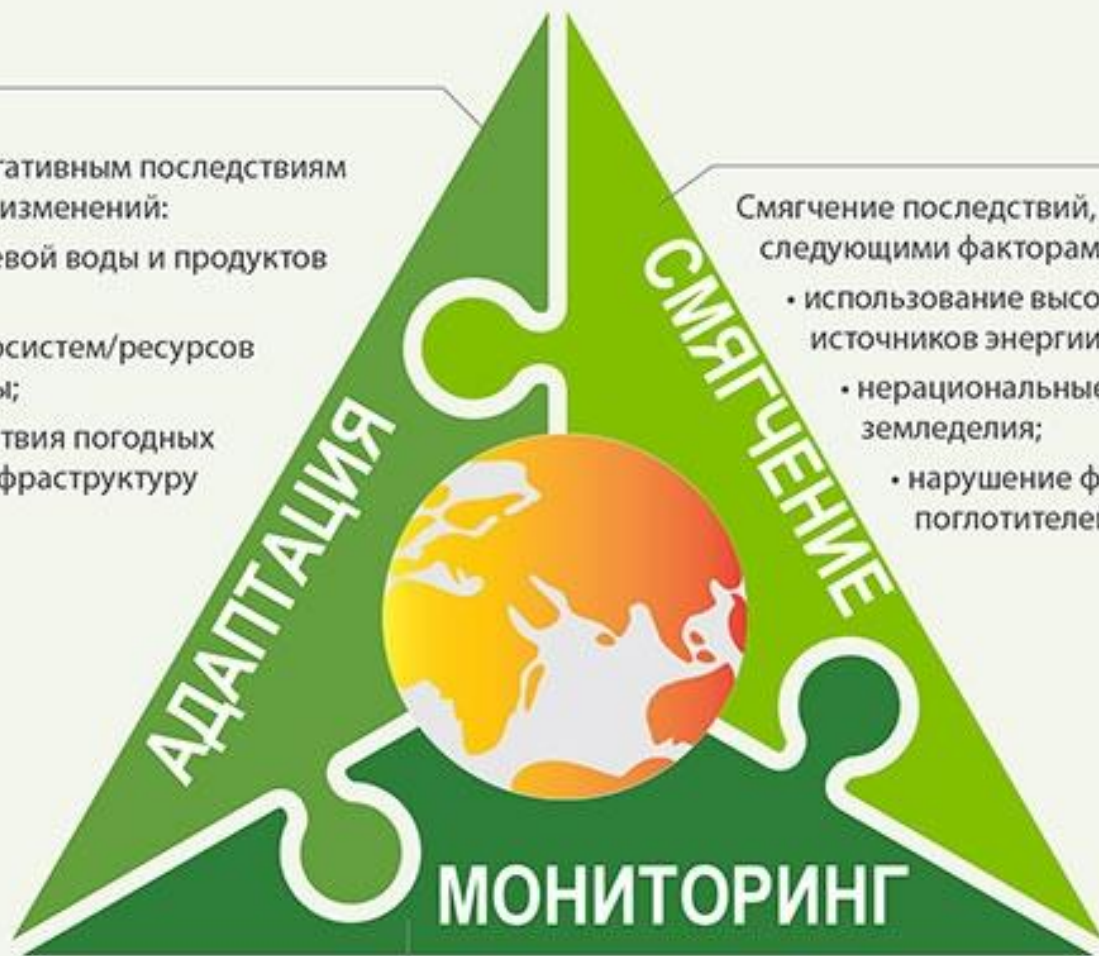 гативным последствиям
изменений:
евой воды и продуктов
осистем/ресурсов
ы;
твия погодных
фраструктуру
Смягчение последствий,
следующими факторам
• использование высо
источников энергии
• нерациональные
земледелия;
• нарушение ф
поглотителе
АДАПТАЦИЯ
СМЯГЧЕНИЕ
МОНИТОРИНГ